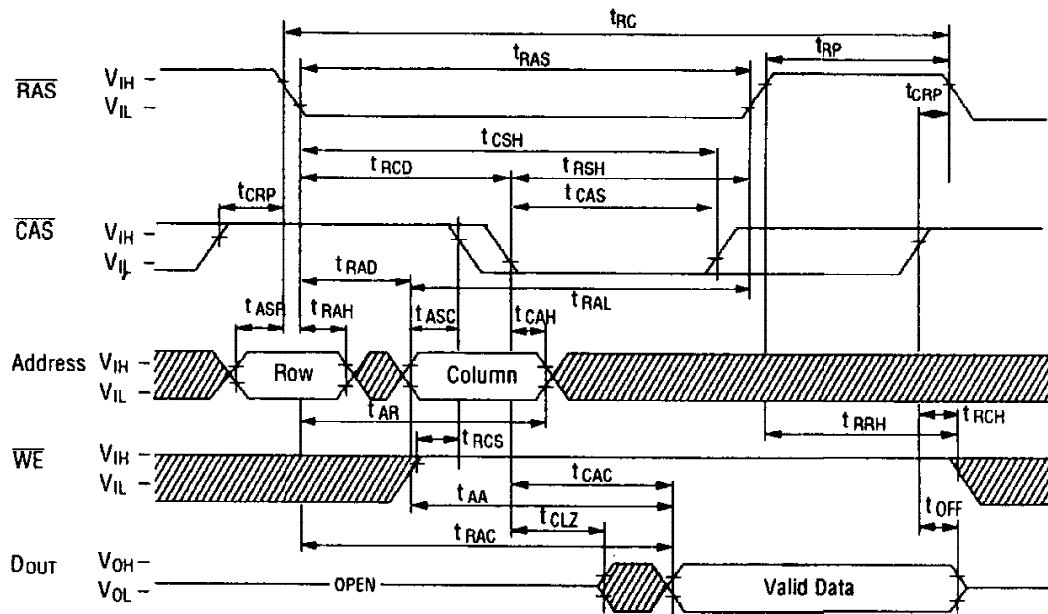 tRC
tRAS
tRP
RAS
VIH
VIL
tCRP
tCSH
tRCD
tRSH
tCRP
tCAS
CAS
VIH
VIL
tRAD
tRAL
tASR
tRAH
tASC
tCAH
Address
VIH
VIL
Row
Column
tAR
tRRH
tRCH
tRCS
WE
VIH
VIL
tCAC
tAA
tCLZ
tOFF
tRAC
DOUT
VOH
VOL
OPEN
Valid Data